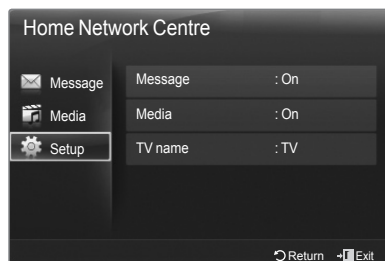 Home Network Centre
Message
Media
Setup
Message : On
Media : On
TV name : TV
Return Exit